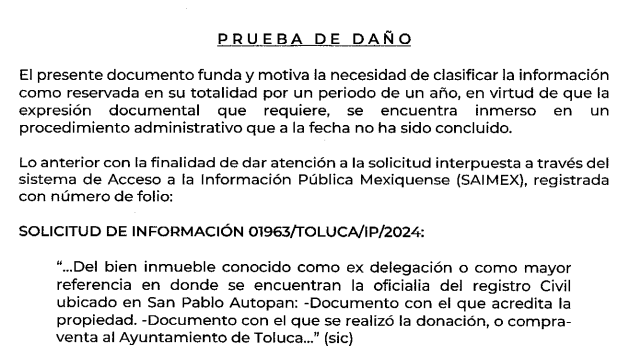 PRUEBA DE DAÑO
El presente documento funda y motiva la necesidad de clasificar la información
como reservada en su totalidad por un periodo de un año, en virtud de que la
expresión documental que requiere, se encuentra inmerso en un
procedimiento administrativo que a la fecha no ha sido concluido.
Lo anterior con la finalidad de dar atención a la solicitud interpuesta a través del
sistema de Acceso a la Información Pública Mexiquense (SAIMEX), registrada
con número de folio:
SOLICITUD DE INFORMACIÓN 01963/TOLUCA/IP/2024:
“...Del bien inmueble conocido como ex delegación o como mayor
referencia en donde se encuentran la oficialia del registro Civil
ubicado en San Pablo Autopan: -Documento con el que acredita la
propiedad. -Documento con el que se realizó la donación, o compra-
venta al Ayuntamiento de Toluca...” (sic)